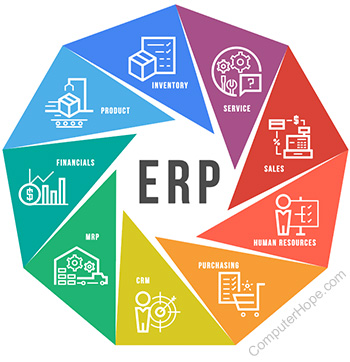 INVENTORY
SERVICE
SALES
HUMAN RESOURCES
PURCHASING
CRM
MRP
FINANCIALS
PRODUCT
ERP
ComputerHope.com